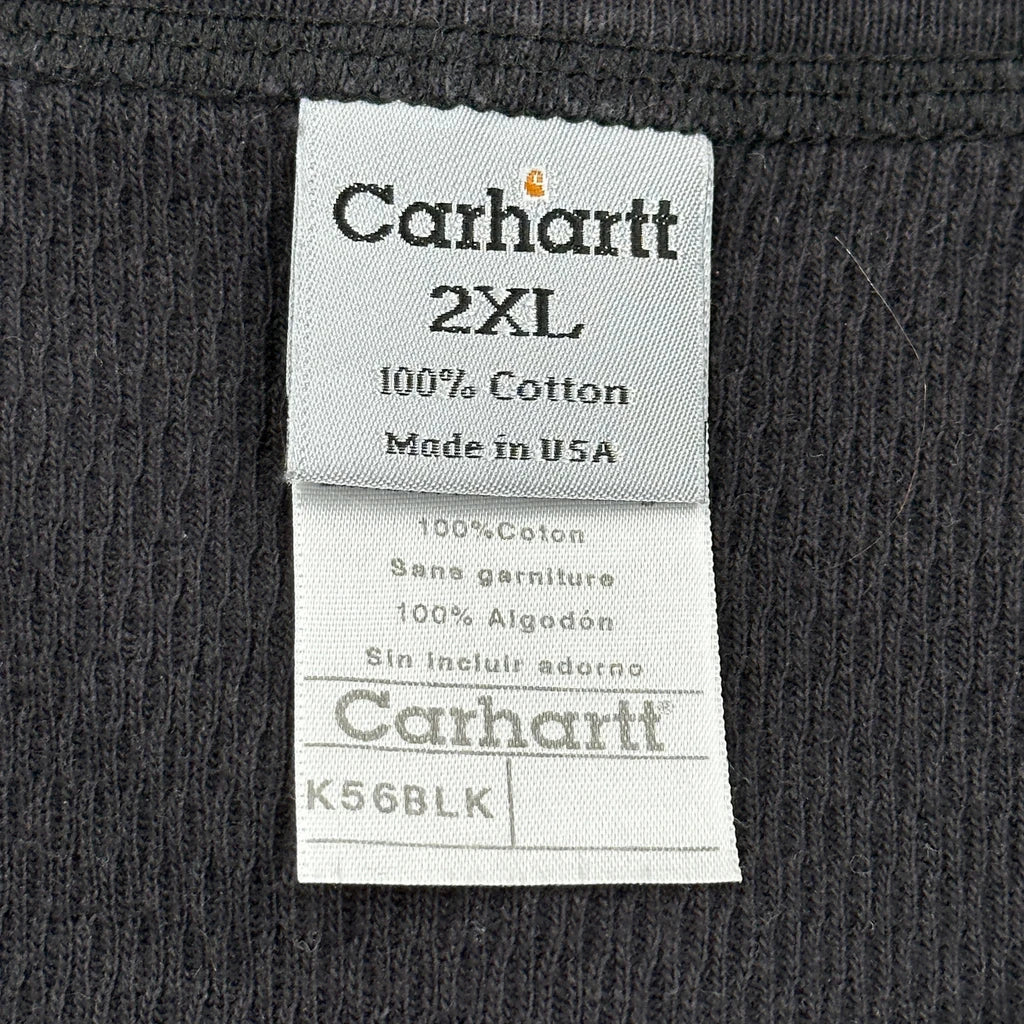 Carhartt
2XL
100% Cotton
Made in USA
100%Coton
Sans garniture
100% Algodón
Sin incluir adorno
Carhartt®
K56BLK